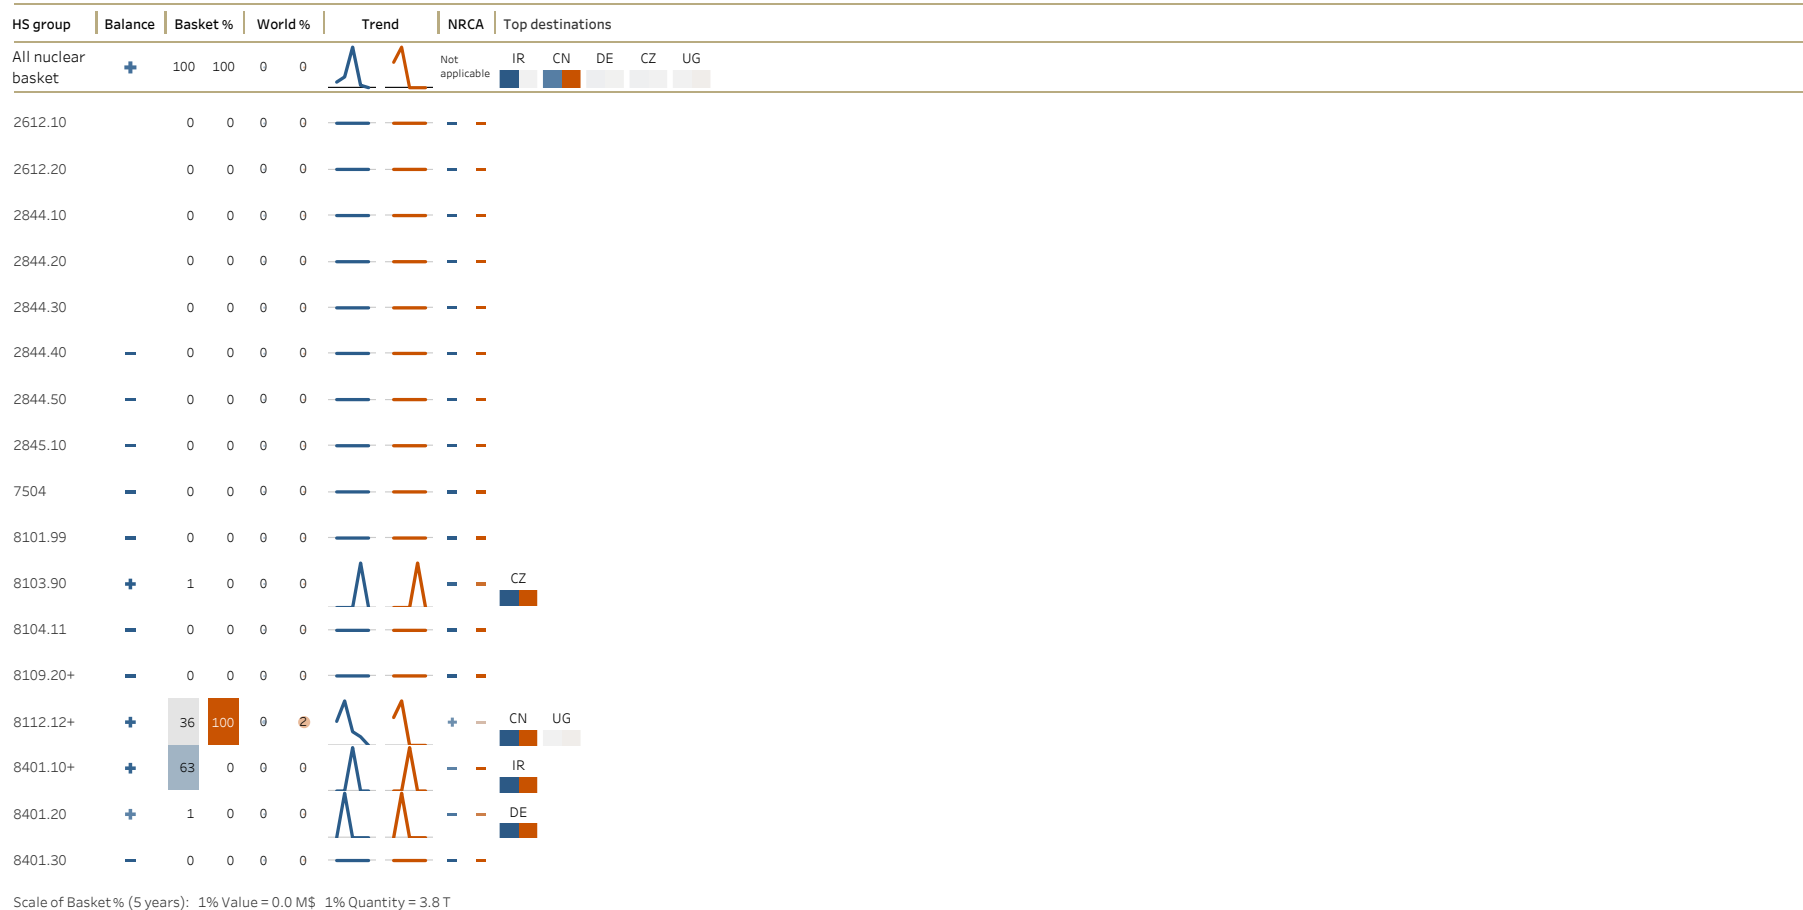 HS group Balance Basket % World % Trend NRCA Top destinations
All nuclear basket 100 100 0 0 Not applicable IR CN DE CZ UG
2612.10 0 0 0 0
2612.20 0 0 0 0
2844.10 0 0 0 0
2844.20 0 0 0 0
2844.30 0 0 0 0
2844.40 0 0 0 0
2844.50 0 0 0 0
2845.10 0 0 0 0
7504 0 0 0 0
8101.99 0 0 0 0
8103.90 1 0 0 0 CZ
8104.11 0 0 0 0
8109.20+ 0 0 0 0
8112.12+ 36 100 0 2 CN UG
8401.10+ 63 0 0 0 IR
8401.20 1 0 0 0 DE
8401.30 0 0 0 0
Scale of Basket% (5 years): 1% Value = 0.0 M$ 1% Quantity = 3.8 T